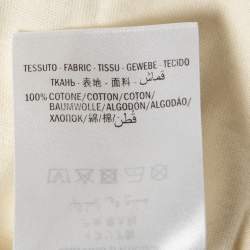 TESSUTO - FABRIC - TISSU - GEWEBE - TECIDO
ТКАНЬ - 表地 - 面料 - قماش
100% COTONE/COTTON/COTON/
BAUMWOLLE/ALGODON/ALGODÃO/
ХЛОПОК/綿/棉/قطن